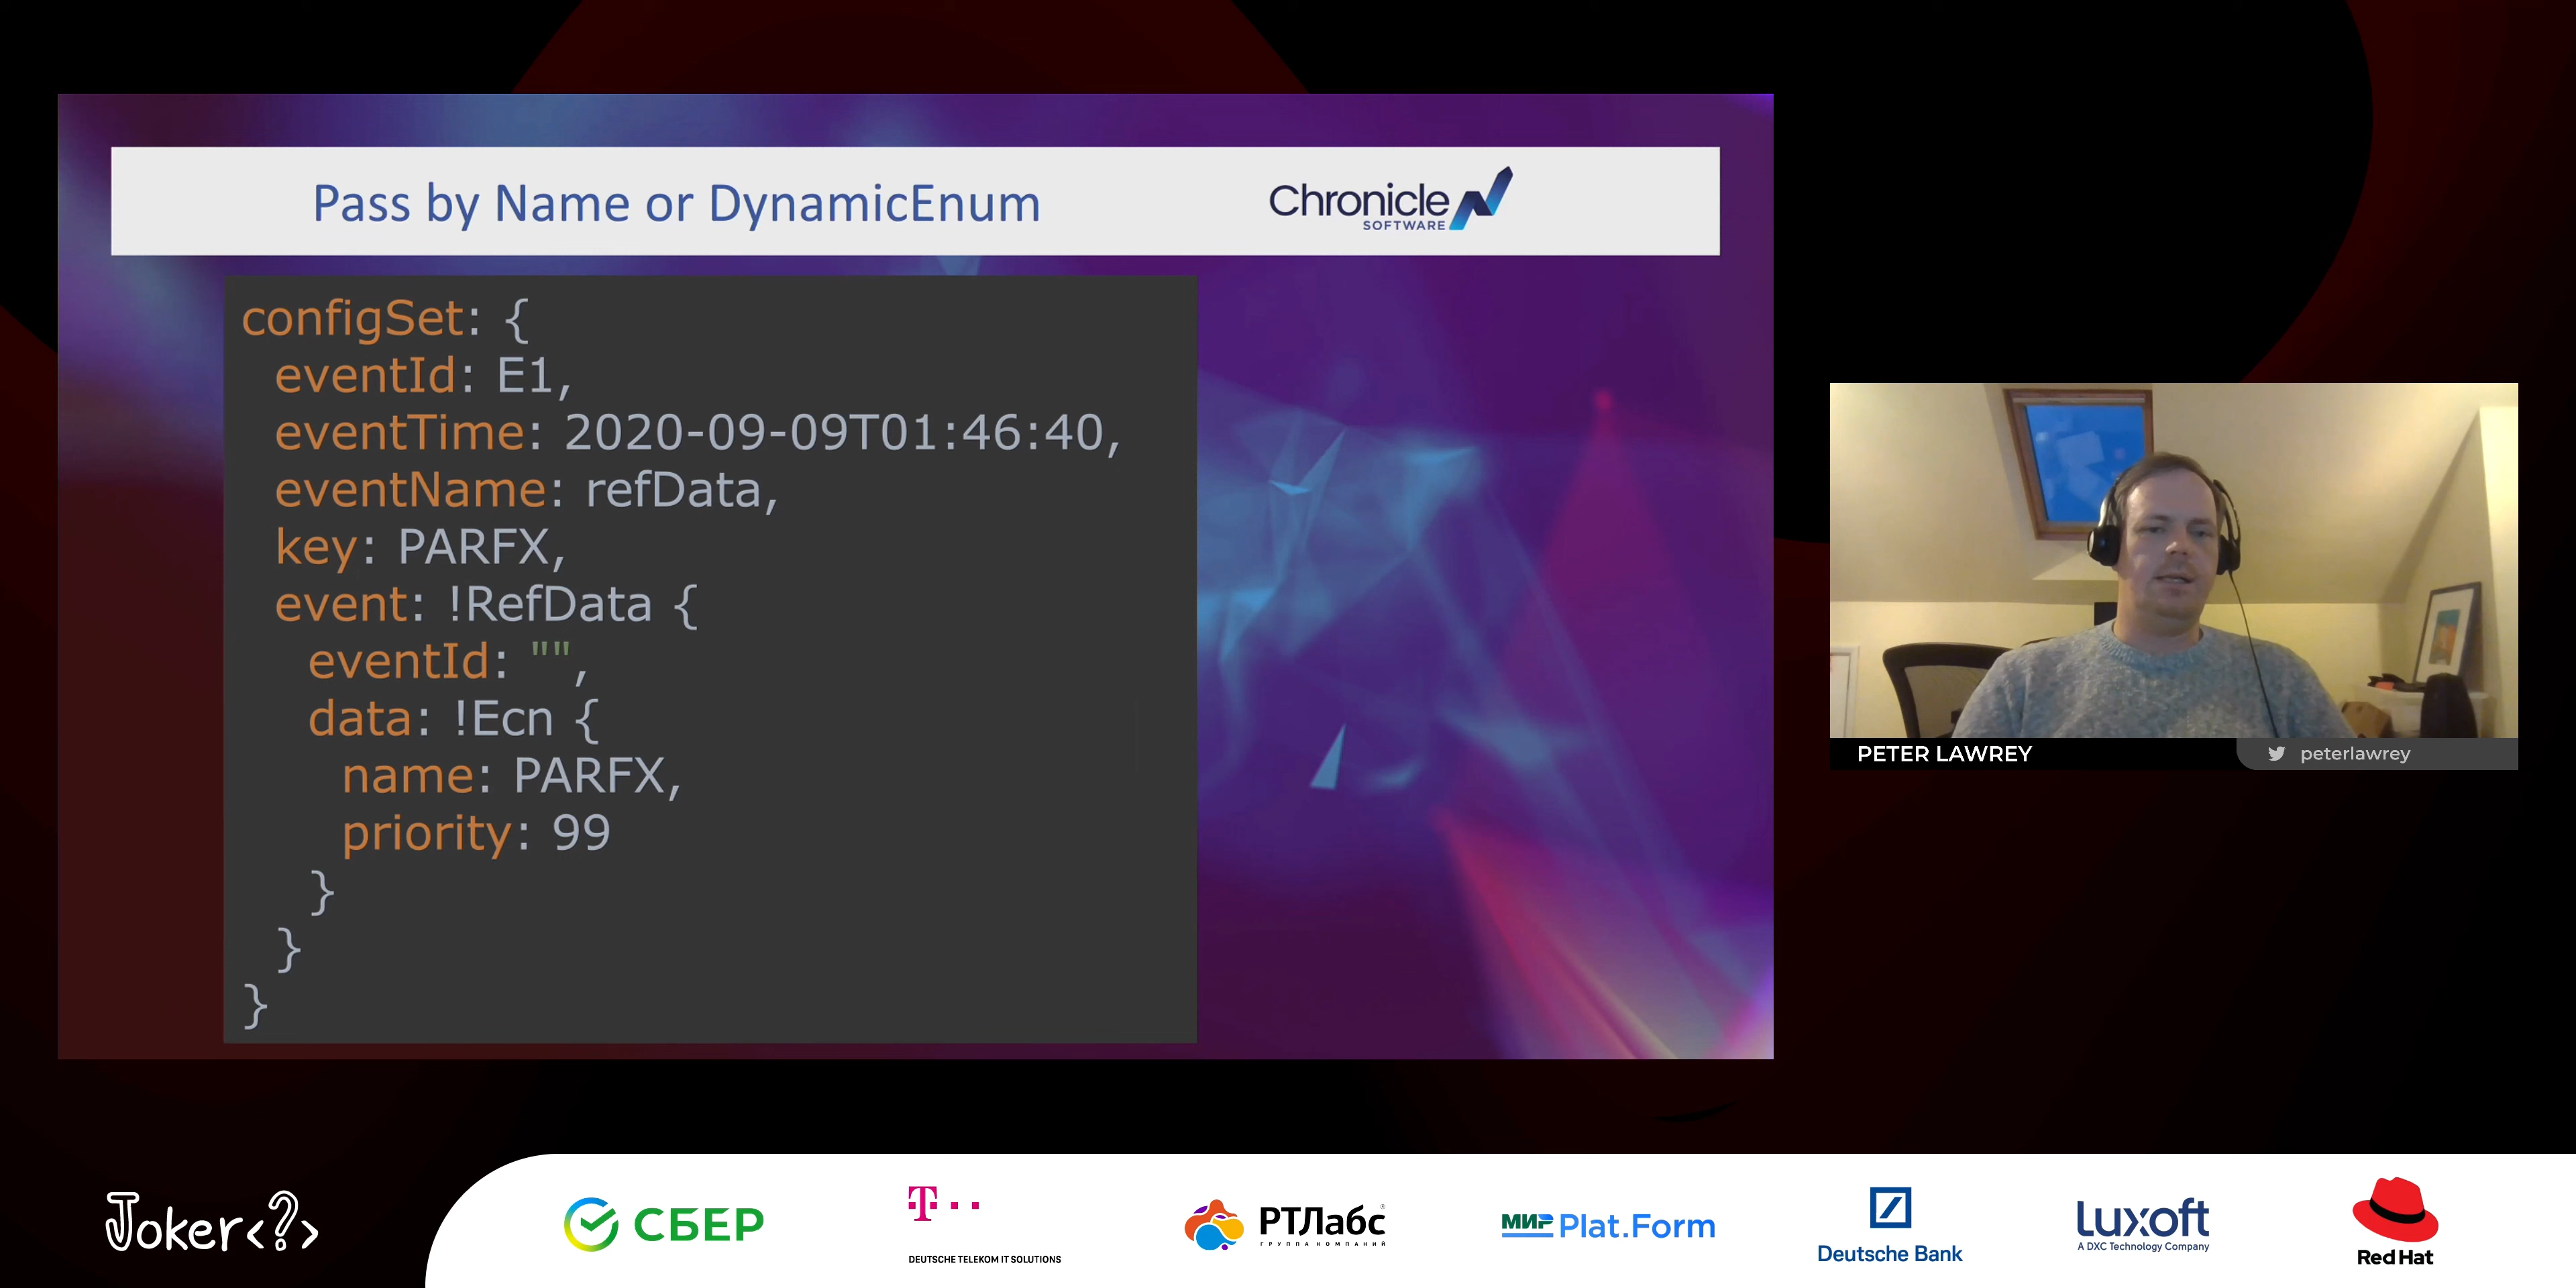 Pass by Name or DynamicEnum
Chronicle
SOFTWARE
configSet: {
eventId: E1,
eventTime: 2020-09-09T01:46:40,
eventName: refData,
key: PARFX,
event: !RefData {
eventId: "",
data: !Ecn {
name: PARFX,
priority: 99
}
}
}
PETER LAWREY
peterlawrey
Joker<?>
СБЕР
T
DEUTSCHE TELEKOM IT SOLUTIONS
РТЛабс
ГРУППА КОМПАНИЙ
МИР Plat.Form
Deutsche Bank
Luxoft
A DXC Technology Company
Red Hat